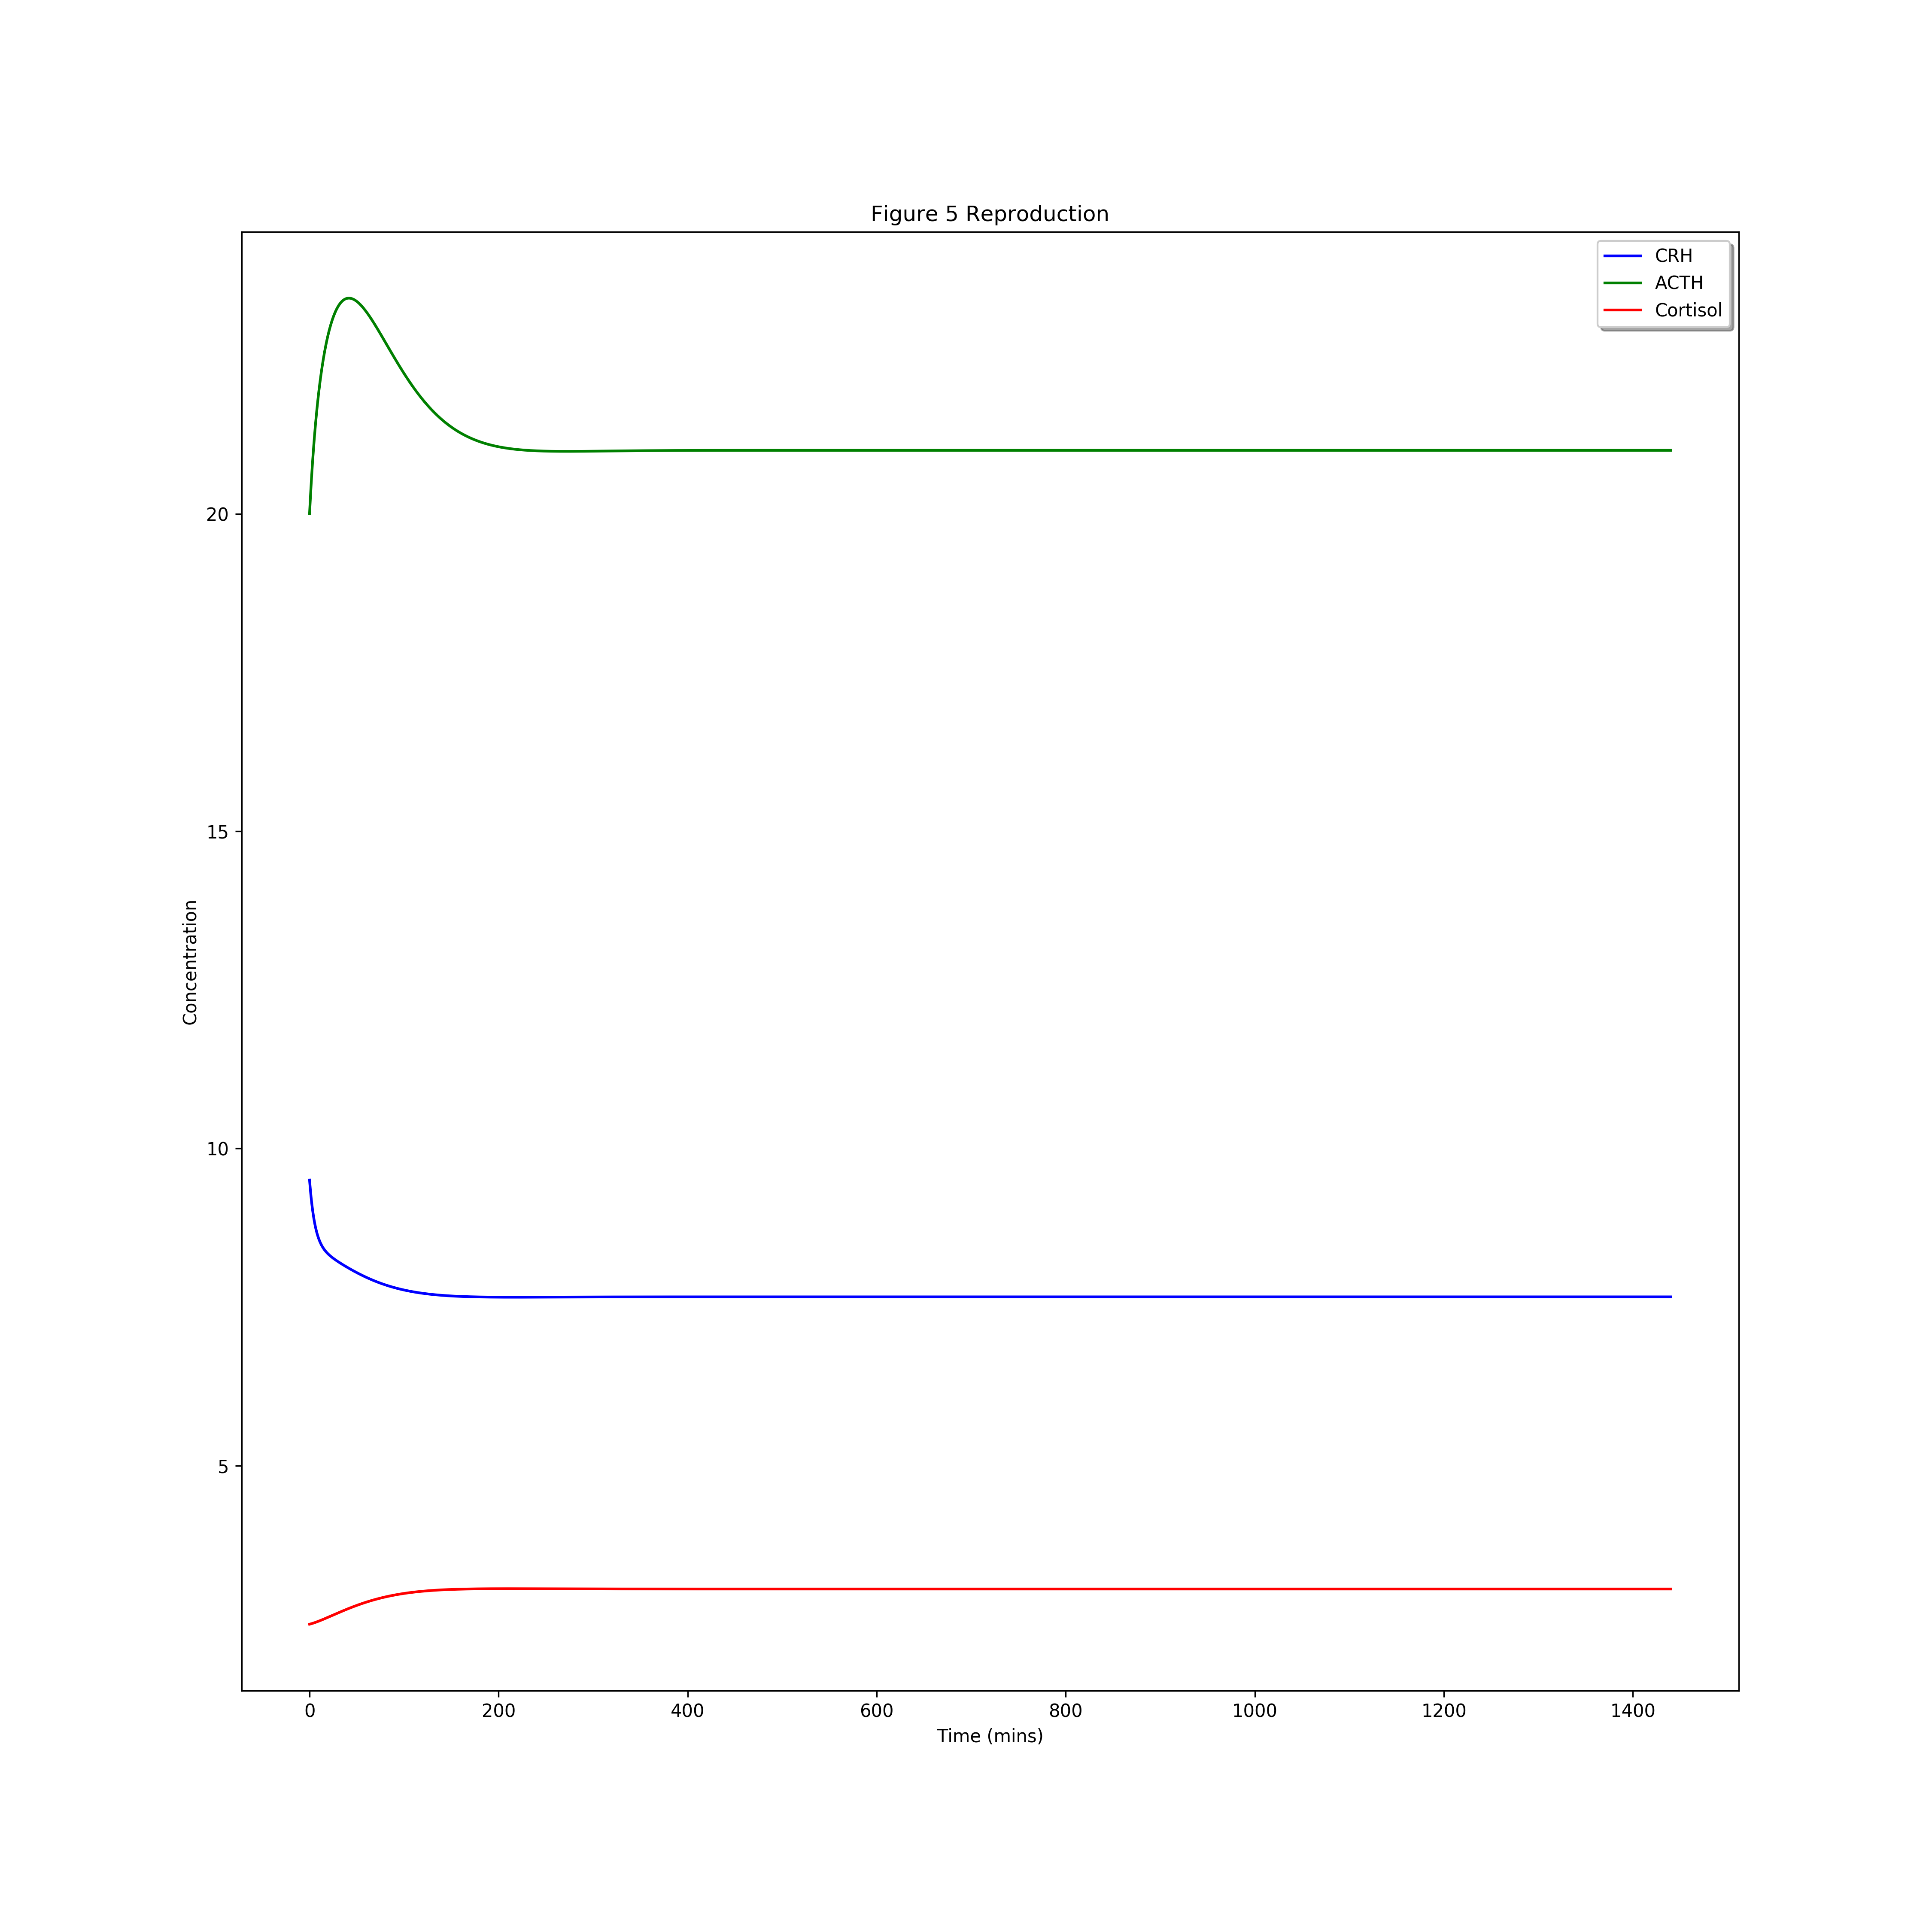 Figure 5 Reproduction
CRH
ACTH
Cortisol
20
15
10
5
Concentration
0 200 400 600 800 1000 1200 1400
Time (mins)